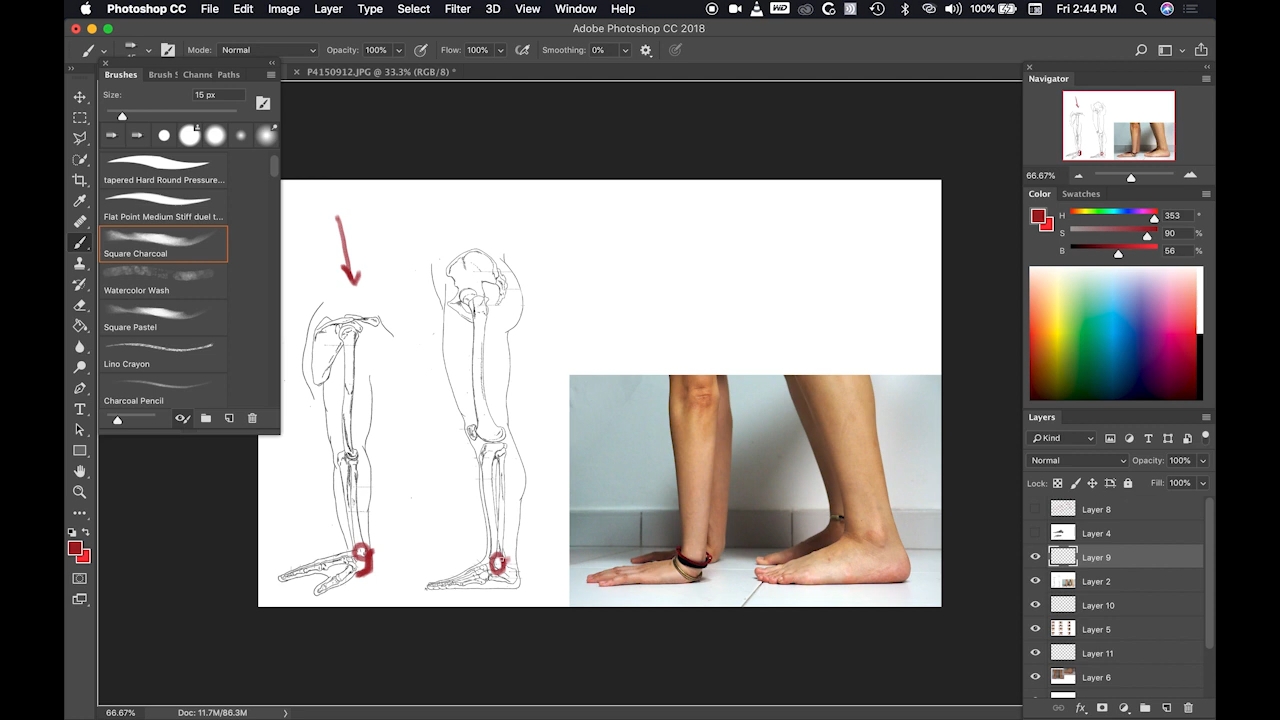 Photoshop CC File Edit Image Layer Type Select Filter 3D View Window Help 100% Fri 2:44 PM
Adobe Photoshop CC 2018
Mode: Normal Opacity: 100% Flow: 100% Smoothing: 0%
Brushes Brush S Channe Paths
P4150912.JPG @ 33.3% (RGB/8) *
Size: 15 px
tapered Hard Round Pressure...
Flat Point Medium Stiff duel t...
Square Charcoal
Watercolor Wash
Square Pastel
Lino Crayon
Charcoal Pencil
Navigator
66.67%
Color Swatches
H 353 °
S 90 %
B 56 %
Layers
Kind
Normal Opacity: 100%
Lock: Fill: 100%
Layer 8
Layer 4
Layer 9
Layer 2
Layer 10
Layer 5
Layer 11
Layer 6
66.67% Doc: 11.7M/86.3M